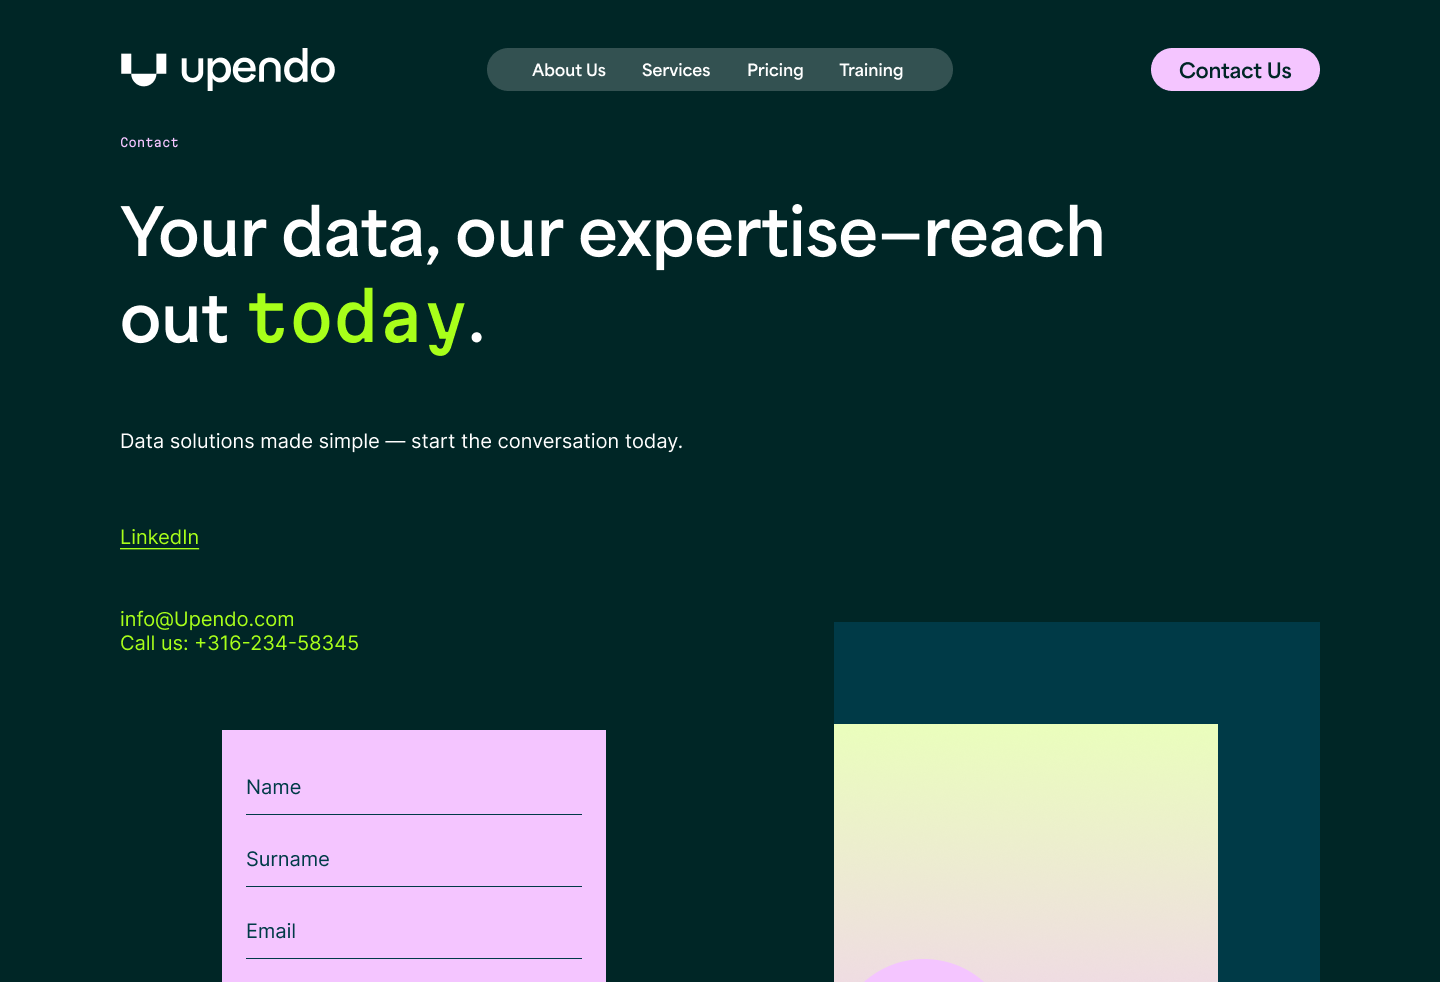 upendo
About Us Services Pricing Training
Contact Us
Contact
Your data, our expertise—reach
out today.
Data solutions made simple — start the conversation today.
LinkedIn
info@Upendo.com
Call us: +316-234-58345
Name
Surname
Email